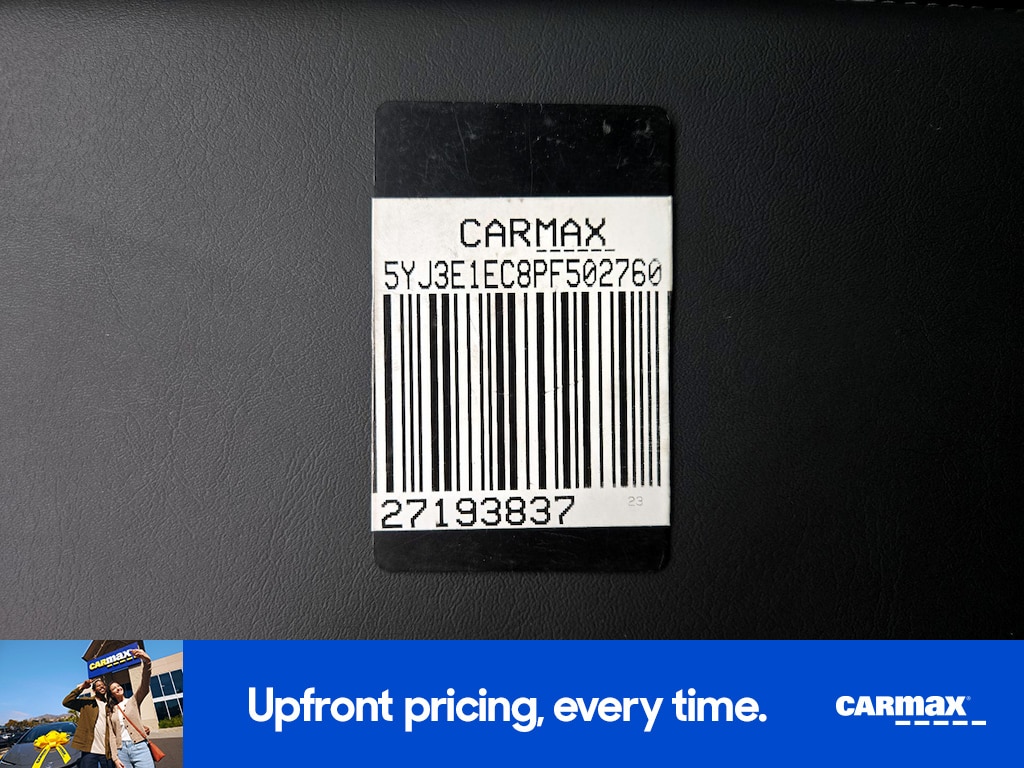 CARMAX
5YJ3E1EC8PF502760
27193837
23
CARMAX
Upfront pricing, every time.
CARMAX®